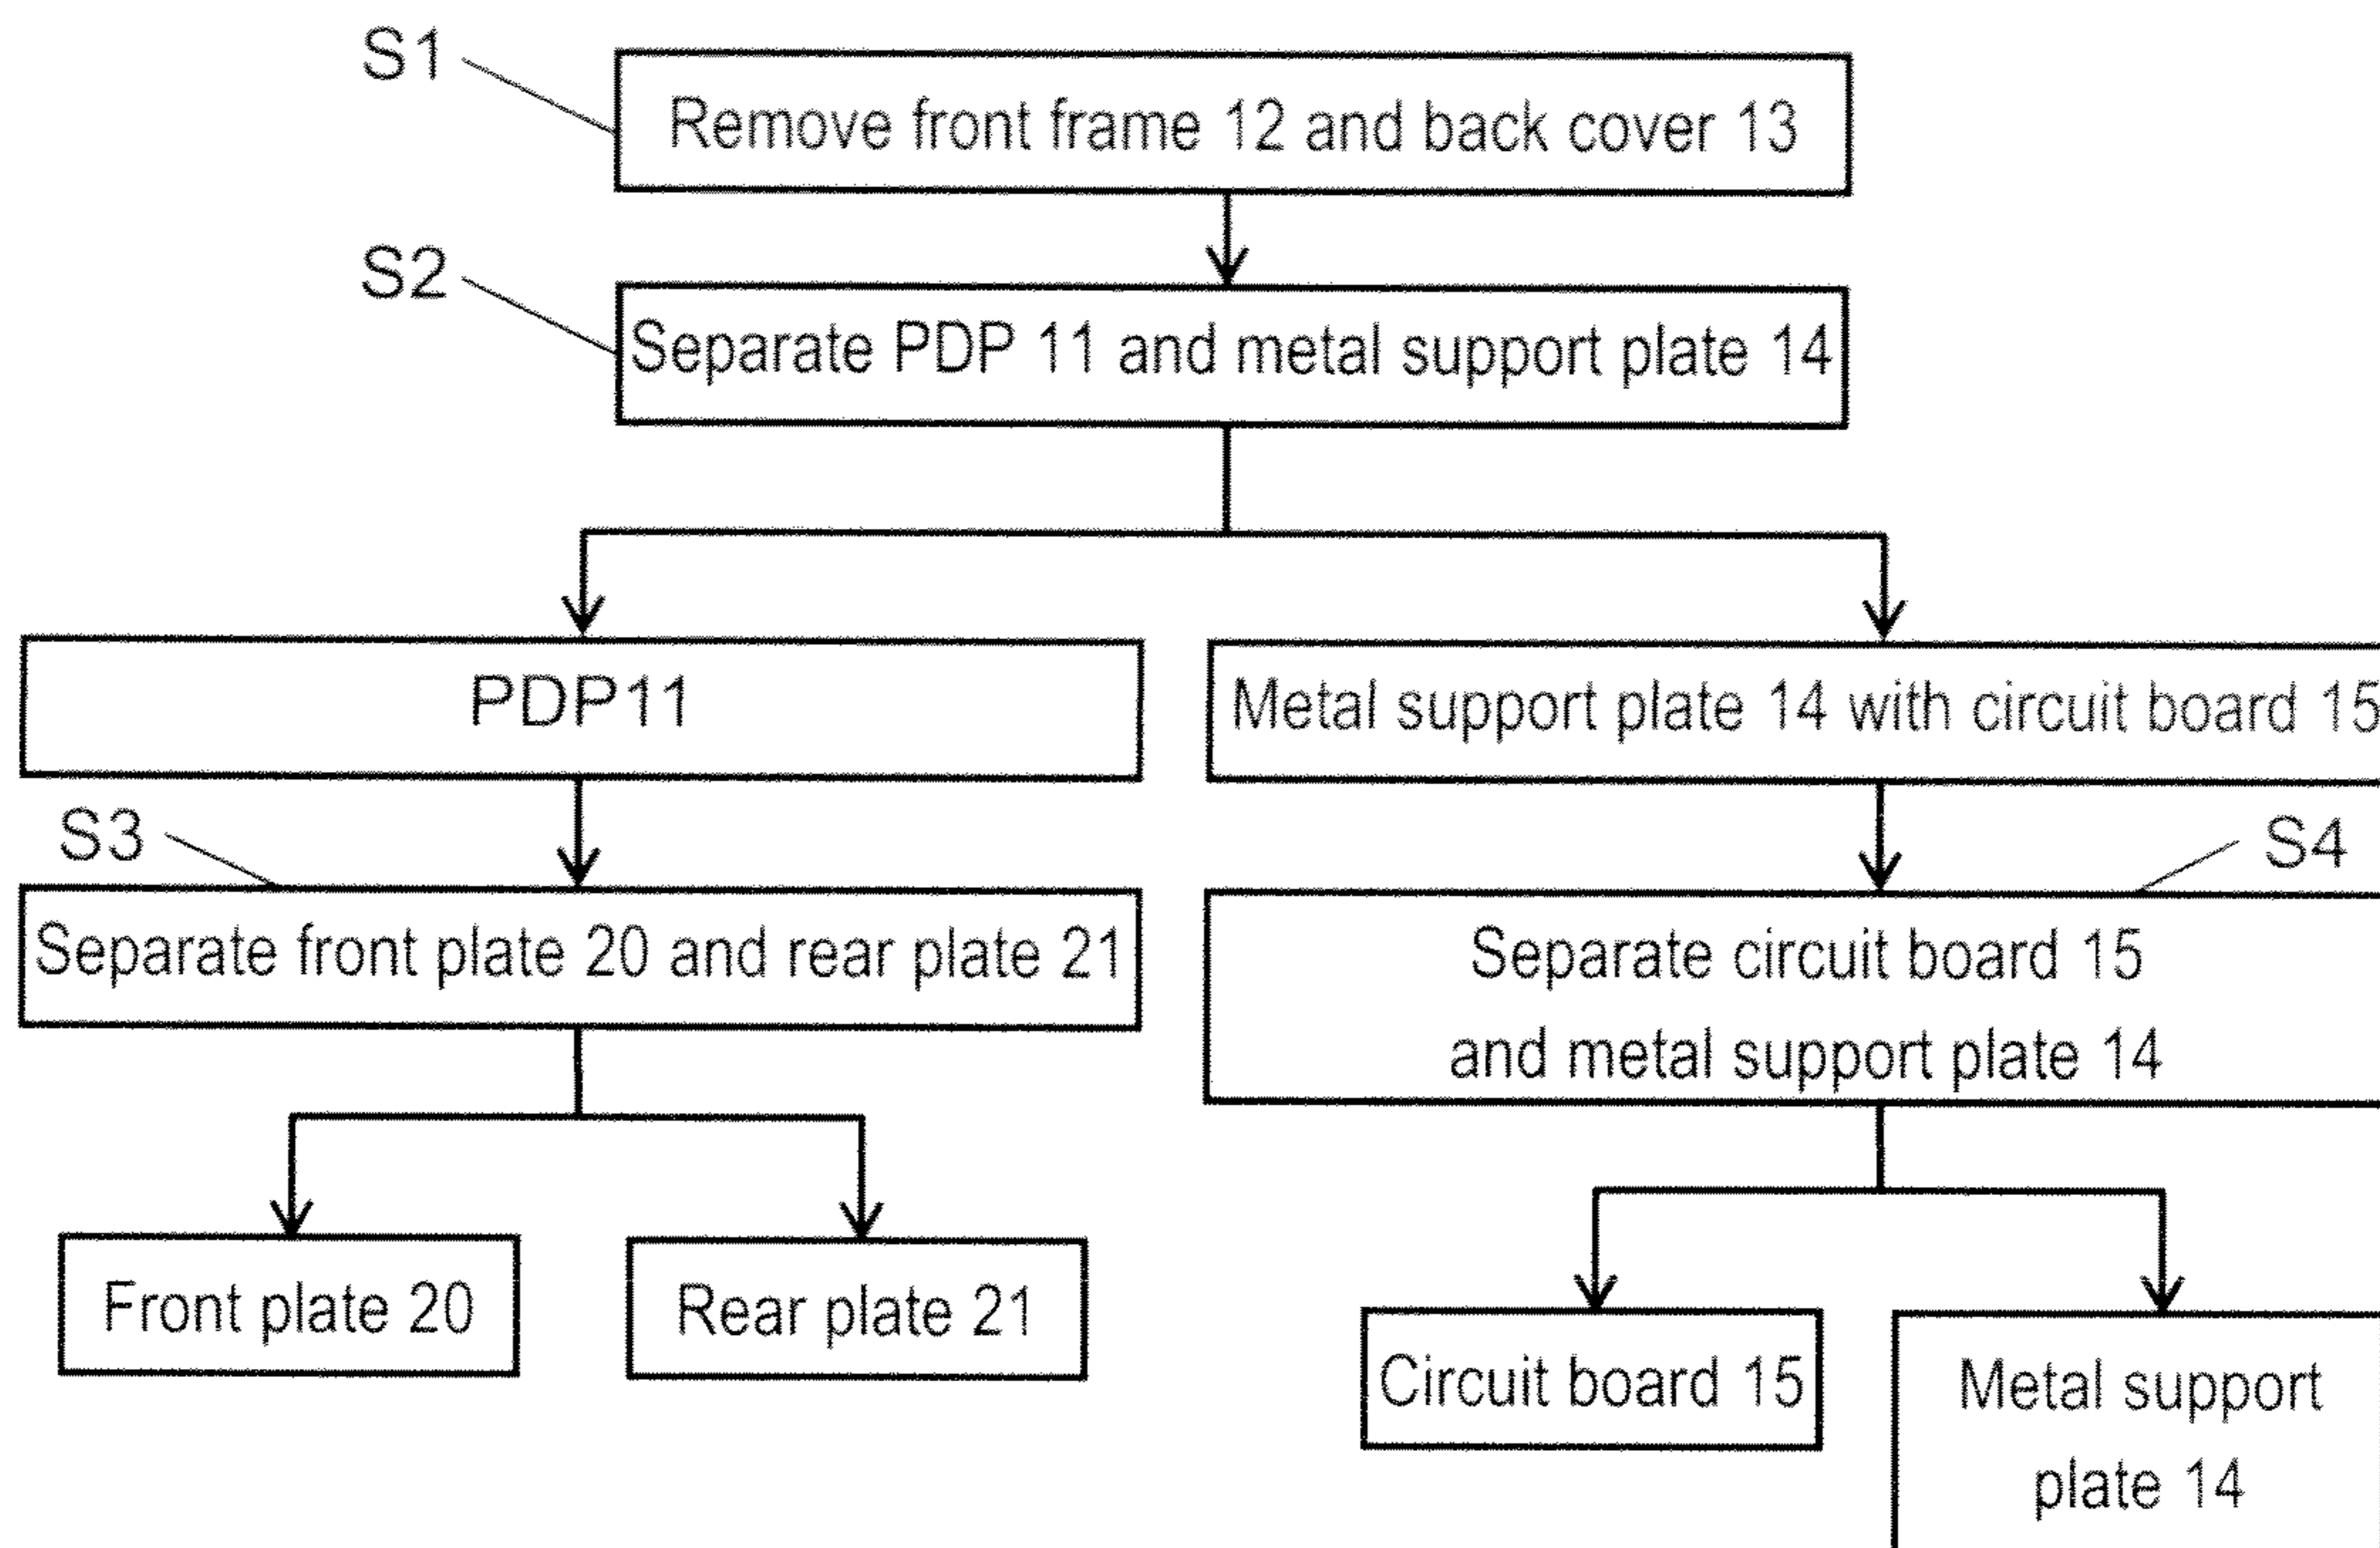 S1
Remove front frame 12 and back cover 13
S2
Separate PDP 11 and metal support plate 14
PDP11
Metal support plate 14 with circuit board 15
S3
S4
Separate front plate 20 and rear plate 21
Separate circuit board 15
and metal support plate 14
Front plate 20
Rear plate 21
Circuit board 15
Metal support
plate 14